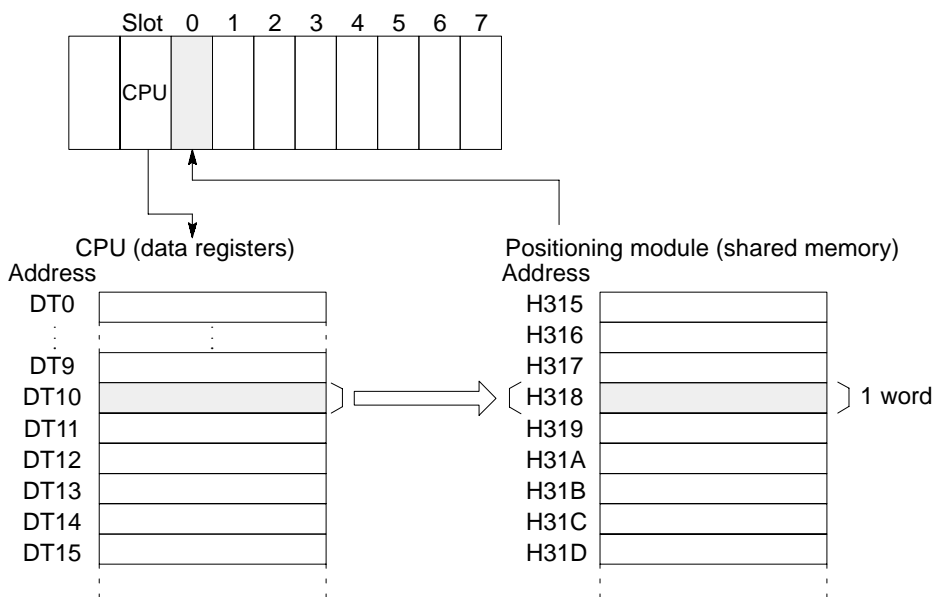 Slot 0 1 2 3 4 5 6 7
CPU
CPU (data registers)
Address
DT0
DT9
DT10
DT11
DT12
DT13
DT14
DT15
Positioning module (shared memory)
Address
H315
H316
H317
H318
1 word
H319
H31A
H31B
H31C
H31D